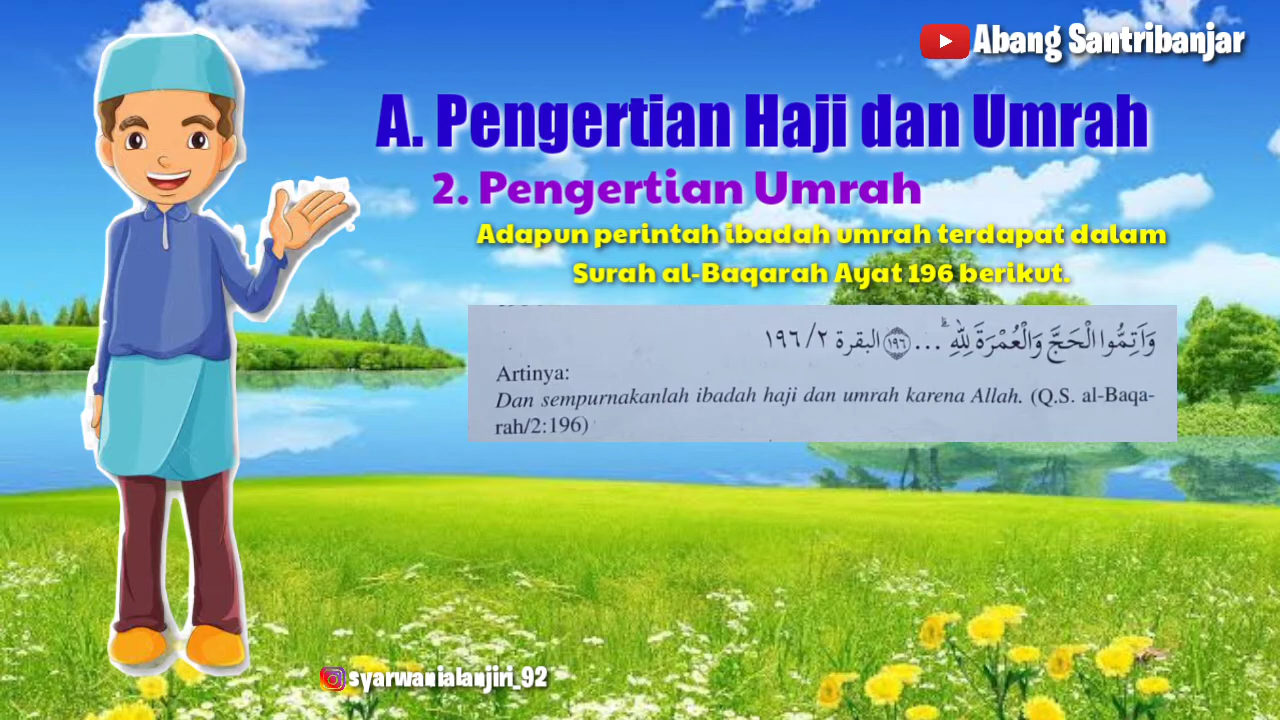 Abang Santribanjar
A. Pengertian Haji dan Umrah
2. Pengertian Umrah
Adapun perintah ibadah umrah terdapat dalam
Surah al-Baqarah Ayat 196 berikut.
وَاَتِمُّوا الْحَجَّ وَالْعُمْرَةَ لِلّٰهِ ۗ ... ﴿١٩٦﴾ البقرة ٢/ ١٩٦
Artinya:
Dan sempurnakanlah ibadah haji dan umrah karena Allah. (Q.S. al-Baqa-
rah/2:196)
syarwanialanjiri_92